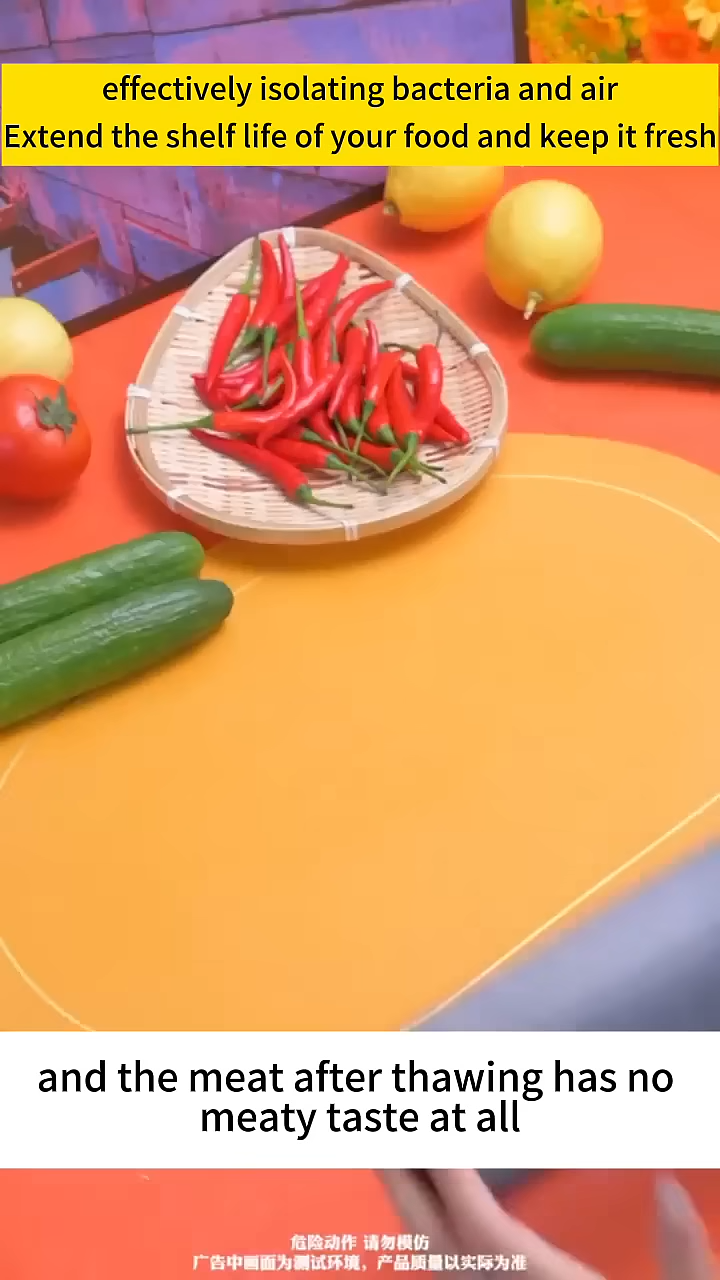 effectively isolating bacteria and air
Extend the shelf life of your food and keep it fresh
and the meat after thawing has no
meaty taste at all
危险动作 请勿模仿
广告中画面为测试环境，产品质量以实际为准